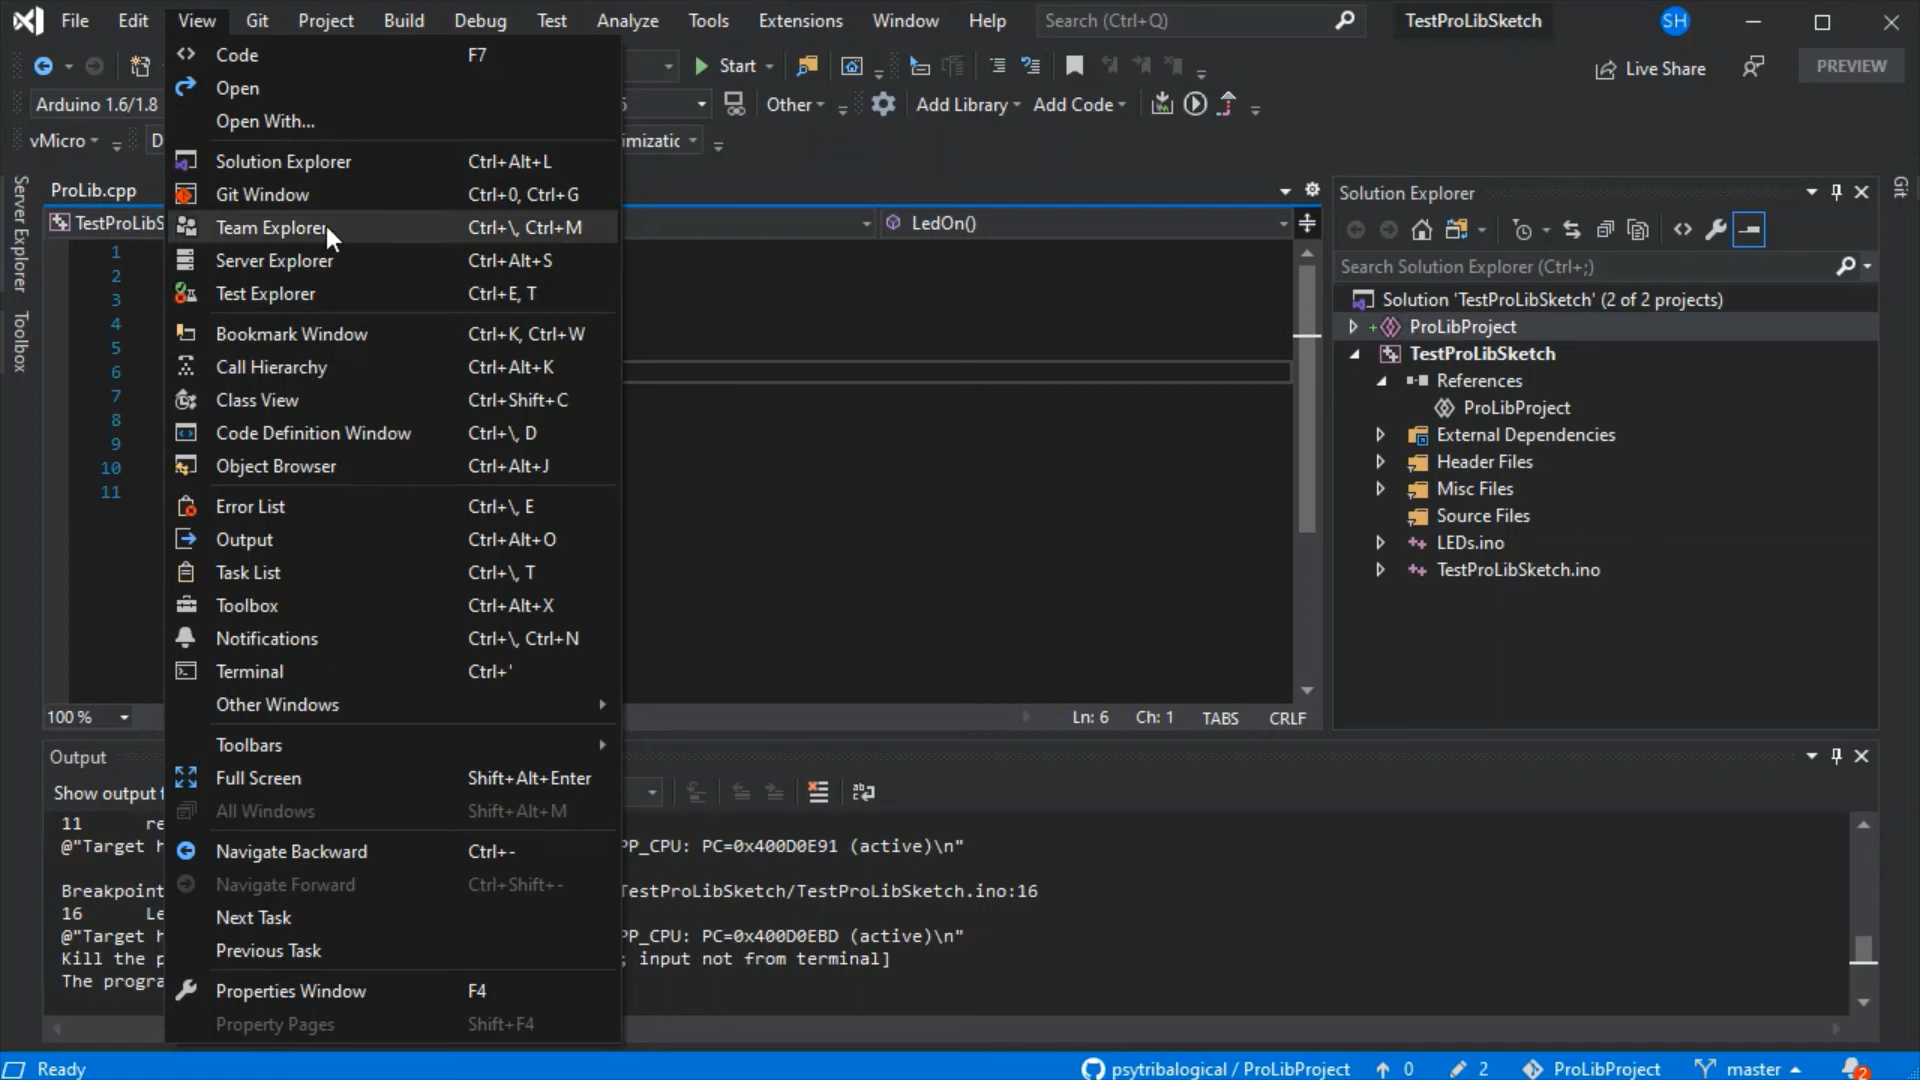 File Edit View Git Project Build Debug Test Analyze Tools Extensions Window Help Search (Ctrl+Q) TestProLibSketch SH
Start Live Share PREVIEW
Arduino 1.6/1.8 Other Add Library Add Code
vMicro
Code F7
Open
Open With...
Solution Explorer Ctrl+Alt+L
Git Window Ctrl+0, Ctrl+G
Team Explorer Ctrl+\, Ctrl+M
Server Explorer Ctrl+Alt+S
Test Explorer Ctrl+E, T
Bookmark Window Ctrl+K, Ctrl+W
Call Hierarchy Ctrl+Alt+K
Class View Ctrl+Shift+C
Code Definition Window Ctrl+\, D
Object Browser Ctrl+Alt+J
Error List Ctrl+\, E
Output Ctrl+Alt+O
Task List Ctrl+\, T
Toolbox Ctrl+Alt+X
Notifications Ctrl+\, Ctrl+N
Terminal Ctrl+'
Other Windows
Toolbars
Full Screen Shift+Alt+Enter
All Windows Shift+Alt+M
Navigate Backward Ctrl+-
Navigate Forward Ctrl+Shift+-
Next Task
Previous Task
Properties Window F4
Property Pages Shift+F4
Server Explorer
Toolbox
ProLib.cpp
TestProLibS LedOn()
1
2
3
4
5
6
7
8
9
10
11
100 % Ln: 6 Ch: 1 TABS CRLF
Solution Explorer
Search Solution Explorer (Ctrl+;)
Solution 'TestProLibSketch' (2 of 2 projects)
ProLibProject
TestProLibSketch
References
ProLibProject
External Dependencies
Header Files
Misc Files
Source Files
LEDs.ino
TestProLibSketch.ino
Git
Output
Show output
11 re
@"Target h PP_CPU: PC=0x400D0E91 (active)\n"
Breakpoint TestProLibSketch/TestProLibSketch.ino:16
16 Le
@"Target h PP_CPU: PC=0x400D0EBD (active)\n"
Kill the p ; input not from terminal]
The progra
Ready psytribalogical / ProLibProject 0 2 ProLibProject master 2